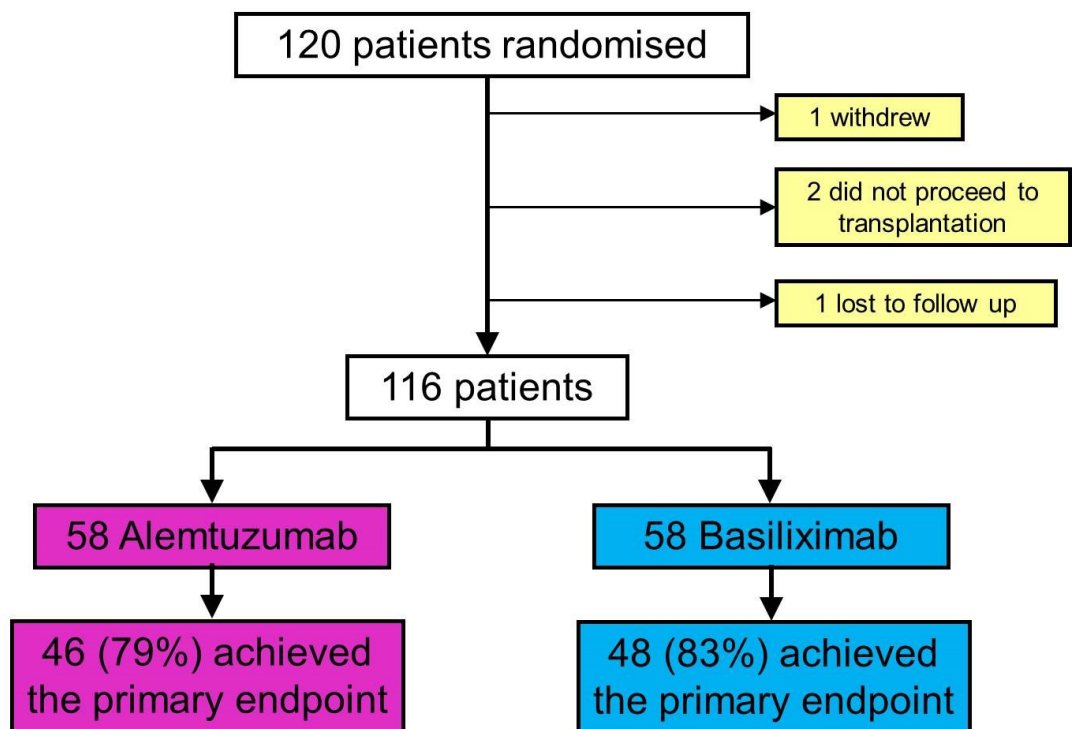 120 patients randomised
1 withdrew
2 did not proceed to
transplantation
1 lost to follow up
116 patients
58 Alemtuzumab
58 Basiliximab
46 (79%) achieved
the primary endpoint
48 (83%) achieved
the primary endpoint